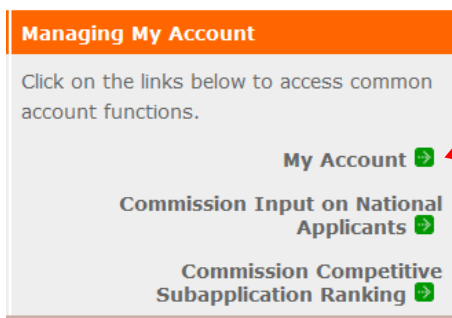 Managing My Account
Click on the links below to access common
account functions.
My Account
Commission Input on National
Applicants
Commission Competitive
Subapplication Ranking